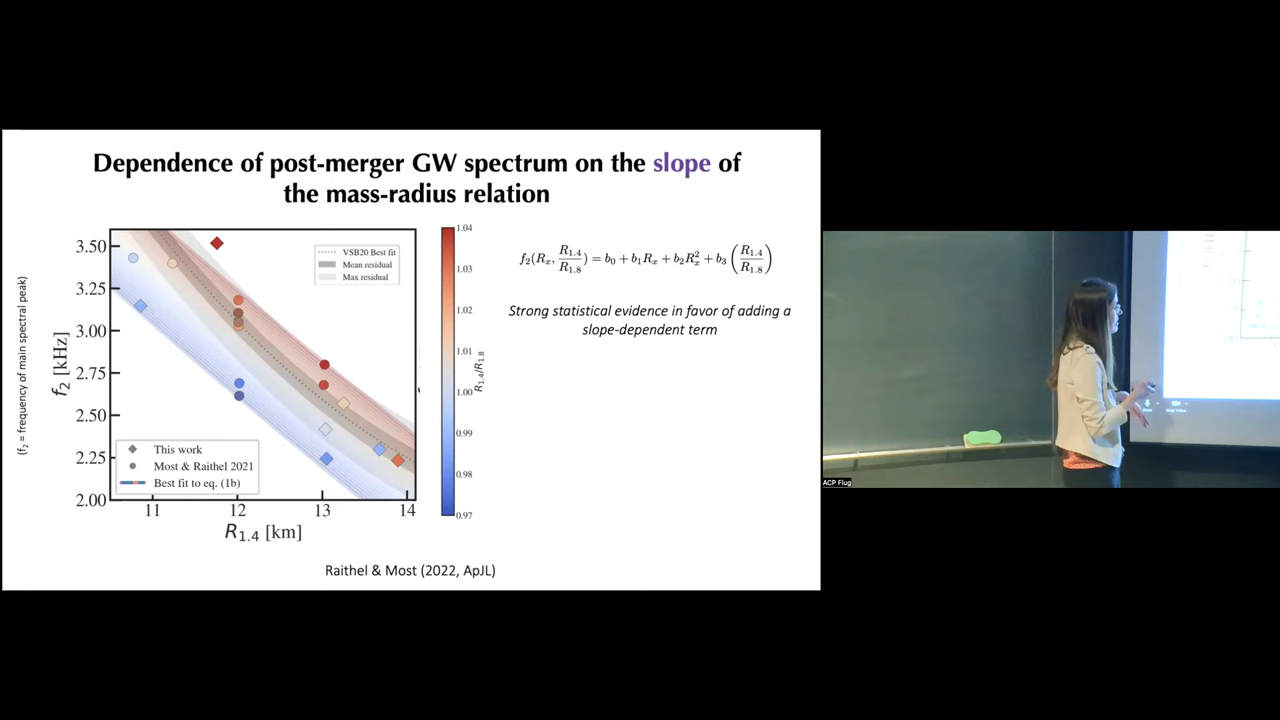 Dependence of post-merger GW spectrum on the slope of
the mass-radius relation
(f₂ = frequency of main spectral peak)
f₂ [kHz]
3.50
3.25
3.00
2.75
2.50
2.25
2.00
VSB20 Best fit
Mean residual
Max residual
This work
Most & Raithel 2021
Best fit to eq. (1b)
11
12
13
14
R₁.₄ [km]
1.04
1.03
1.02
1.01
1.00
0.99
0.98
0.97
R₁.₄/R₁.₈
f₂(Rₓ, R₁.₄/R₁.₈) = b₀ + b₁Rₓ + b₂Rₓ² + b₃ (R₁.₄/R₁.₈)
Strong statistical evidence in favor of adding a
slope-dependent term
Raithel & Most (2022, ApJL)
ACP Flug